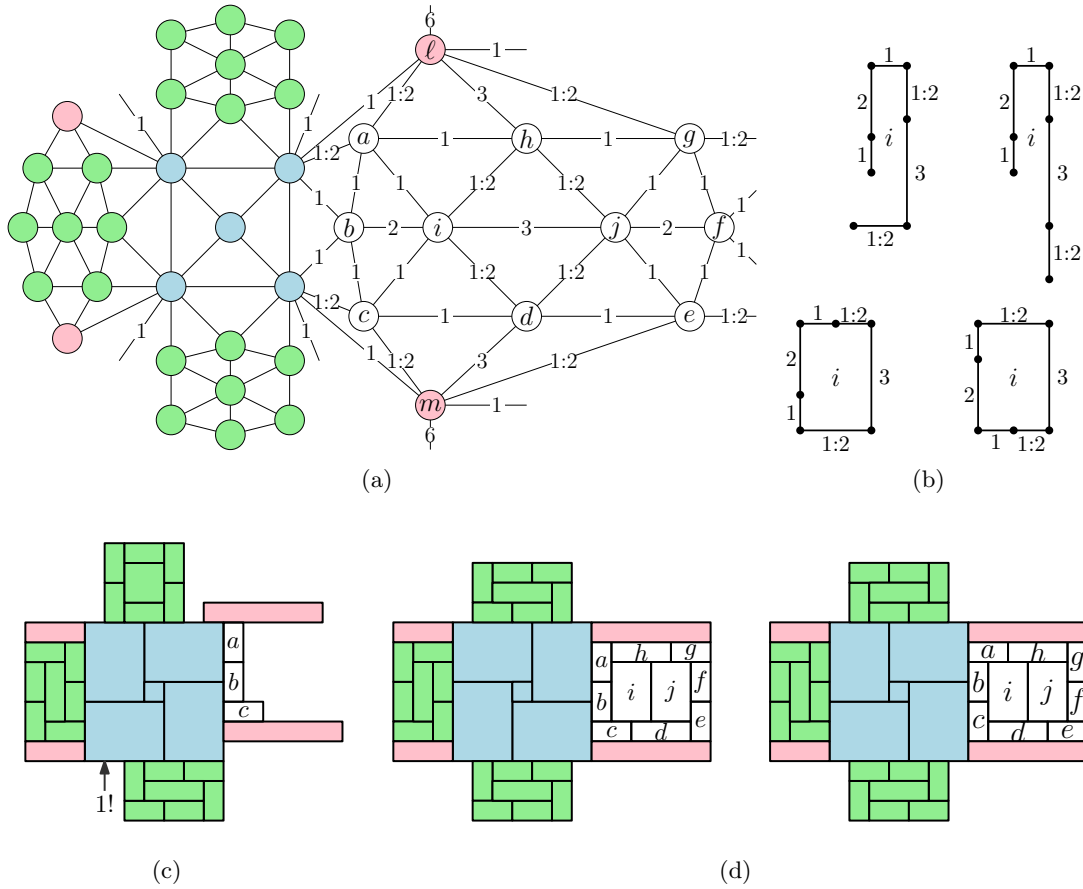 6
ℓ 1
1 1 1 1:2 3 1:2
1:2 a 1 h 1 g 1:2
1 1 1:2 1 1 1
1 b 2 i 3 j 2 f
1 1 1 1:2 1:2 1 1 1
1:2 c 1 d 1 e 1:2
1 1 1 1:2 3 1:2
m 1
6
(a)
1 1
2 1:2 2 1:2
i i
1 3 1 3
1:2 1:2
1 1:2 1:2
2 i 3 1 i 3
1 2
1:2 1 1:2
(b)
a
b
c
1!
(c)
a h g
i j f
b
c d e
a h g
b i j
c f
d e
(d)